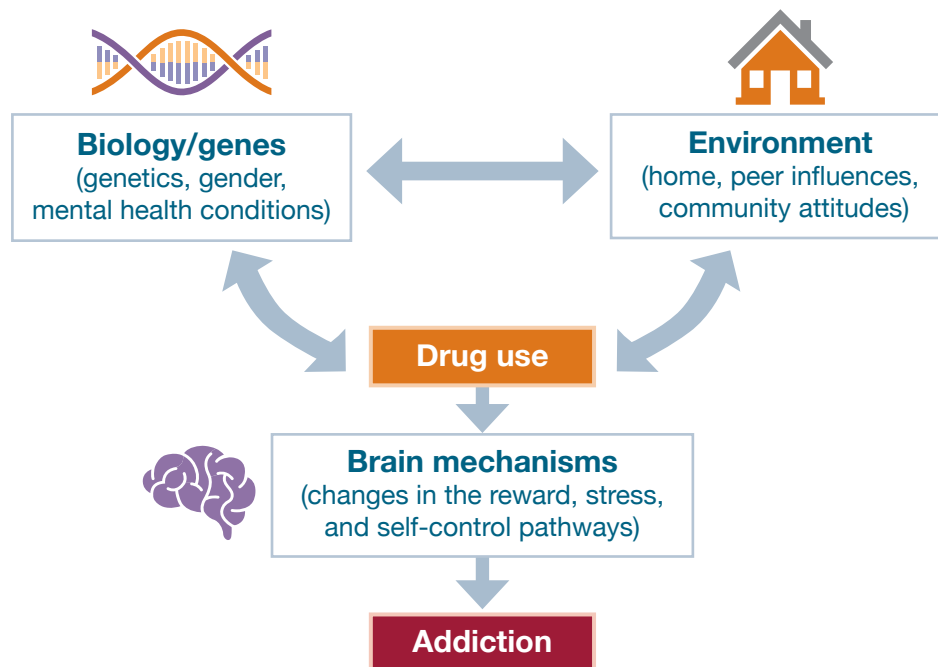 Biology/genes
(genetics, gender,
mental health conditions)
Environment
(home, peer influences,
community attitudes)
Drug use
Brain mechanisms
(changes in the reward, stress,
and self-control pathways)
Addiction